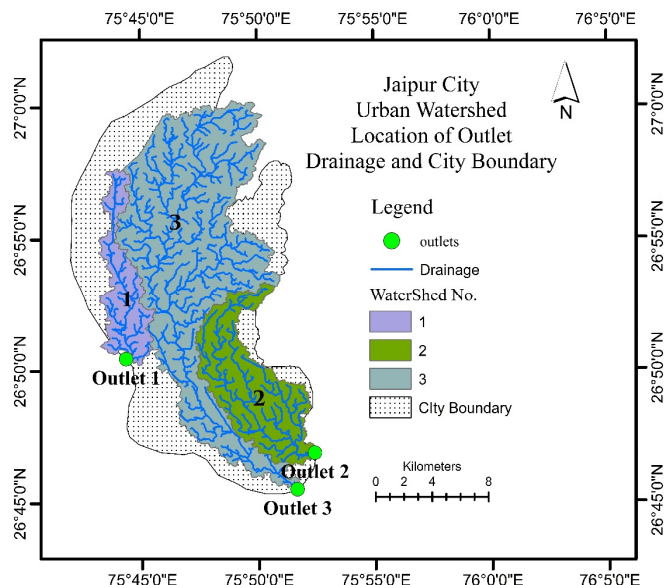 75°45'0"E 75°50'0"E 75°55'0"E 76°0'0"E 76°5'0"E
27°0'0"N
26°55'0"N
26°50'0"N
26°45'0"N
Jaipur City
Urban Watershed
Location of Outlet
Drainage and City Boundary
N
Legend
outlets
Drainage
WaterShed No.
1
2
3
CIty Boundary
Kilometers
0 2 4 8
3
1
2
Outlet 1
Outlet 2
Outlet 3
27°0'0"N
26°55'0"N
26°50'0"N
26°45'0"N
75°45'0"E 75°50'0"E 75°55'0"E 76°0'0"E 76°5'0"E